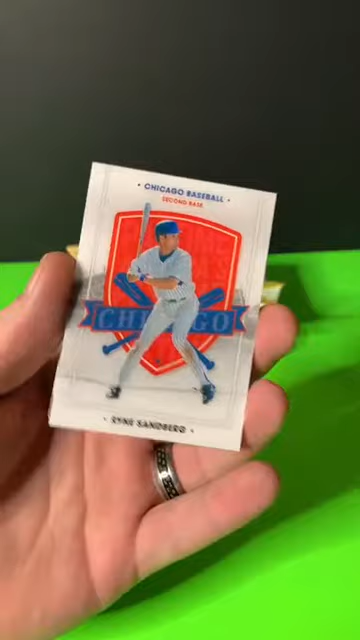 · CHICAGO BASEBALL ·
SECOND BASE
CHICAGO
· RYNE SANDBERG ·